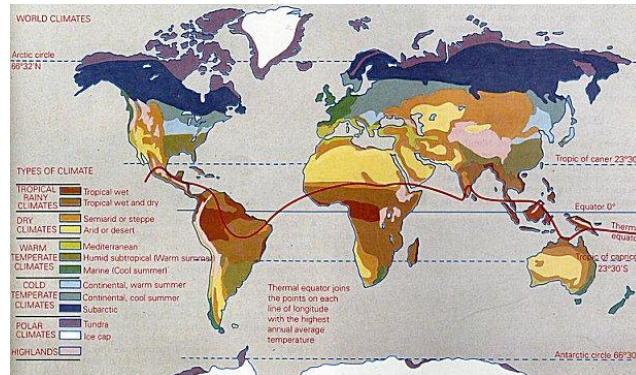 WORLD CLIMATES
Arctic circle
66°32'N
Tropic of cancer 23°30
TYPES OF CLIMATE
TROPICAL
RAINY
CLIMATES
Tropical wet
Tropical wet and dry
DRY
CLIMATES
Semiarid or steppe
Arid or desert
WARM
TEMPERATE
CLIMATES
Mediterranean
Humid subtropical (Warm summer)
Marine (Cool summer)
COLD
TEMPERATE
CLIMATES
Continental, warm summer
Continental, cool summer
Subarctic
POLAR
CLIMATES
Tundra
Ice cap
HIGHLANDS
Equator 0°
Therm
equato
Tropic of caprico
23°30'S
Thermal equator joins
the points on each
line of longitude
with the highest
annual average
temperature
Antarctic circle 66°30